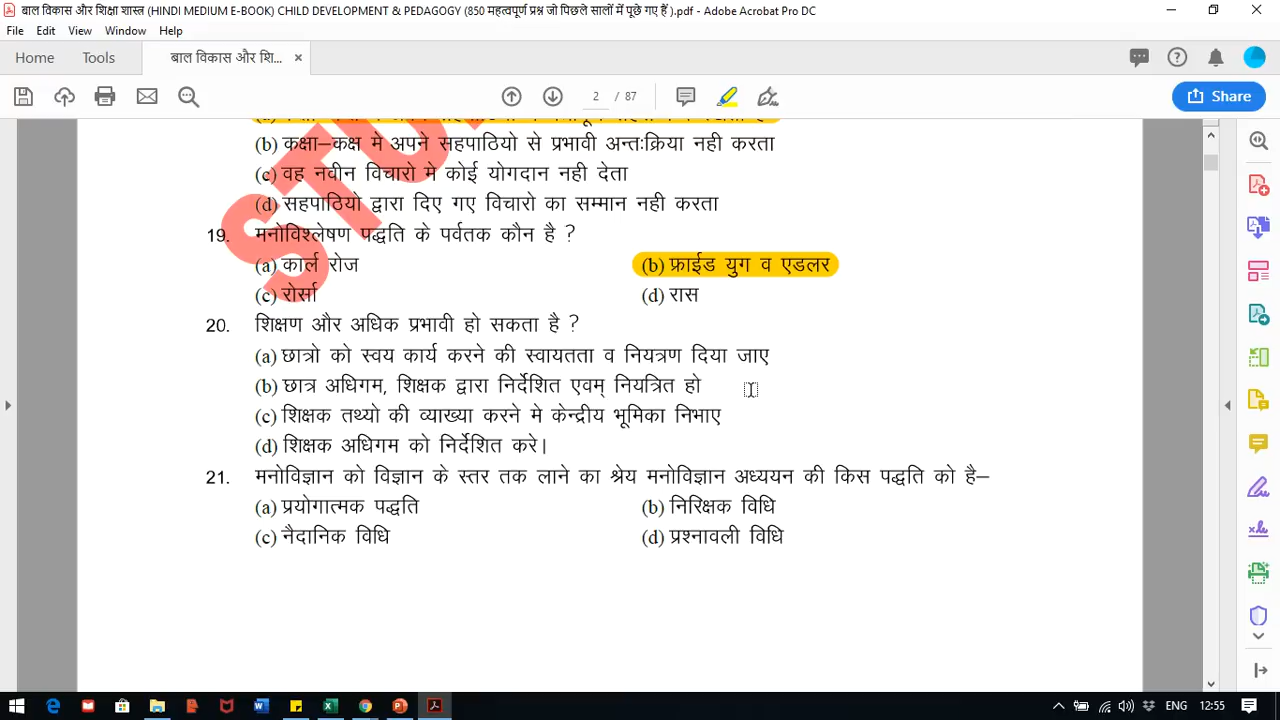 बाल विकास और शिक्षा शास्त्र (HINDI MEDIUM E-BOOK) CHILD DEVELOPMENT & PEDAGOGY (850 महत्वपूर्ण प्रश्न जो पिछले सालों में पूछे गए हैं ).pdf - Adobe Acrobat Pro DC
File Edit View Window Help
Home Tools बाल विकास और शि... ×
2 / 87 Share
(b) कक्षा–कक्ष मे अपने सहपाठियो से प्रभावी अन्तःक्रिया नही करता
(c) वह नवीन विचारो मे कोई योगदान नही देता
(d) सहपाठियो द्वारा दिए गए विचारो का सम्मान नही करता
19. मनोविश्लेषण पद्धति के पर्वतक कौन है ?
(a) कार्ल रोज (b) फ्राईड युग व एडलर
(c) रोर्सा (d) रास
20. शिक्षण और अधिक प्रभावी हो सकता है ?
(a) छात्रो को स्वय कार्य करने की स्वायतता व नियत्रण दिया जाए
(b) छात्र अधिगम, शिक्षक द्वारा निर्देशित एवम् नियत्रित हो
(c) शिक्षक तथ्यो की व्याख्या करने मे केन्द्रीय भूमिका निभाए
(d) शिक्षक अधिगम को निर्देशित करे।
21. मनोविज्ञान को विज्ञान के स्तर तक लाने का श्रेय मनोविज्ञान अध्ययन की किस पद्धति को है–
(a) प्रयोगात्मक पद्धति (b) निरिक्षक विधि
(c) नैदानिक विधि (d) प्रश्नावली विधि
ENG 12:55